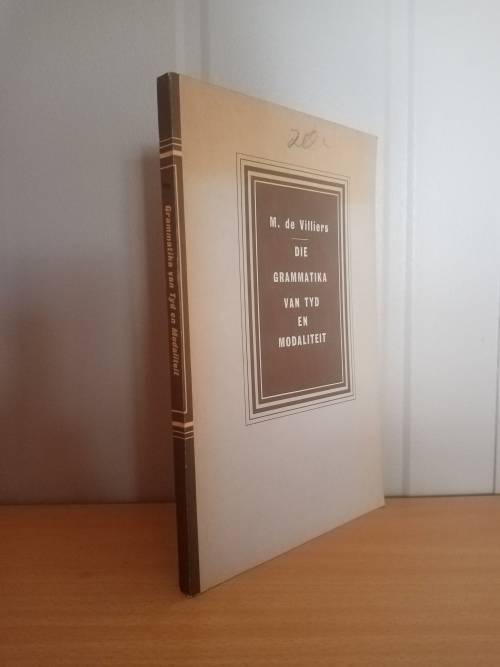 20
M. de Villiers
DIE
GRAMMATIKA
VAN TYD
EN
MODALITEIT
Grammatika van Tyd en Modaliteit